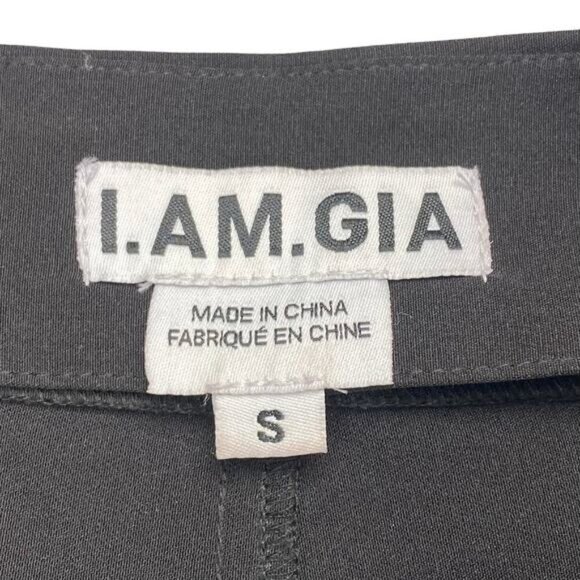 I.AM.GIA
MADE IN CHINA
FABRIQUÉ EN CHINE
S